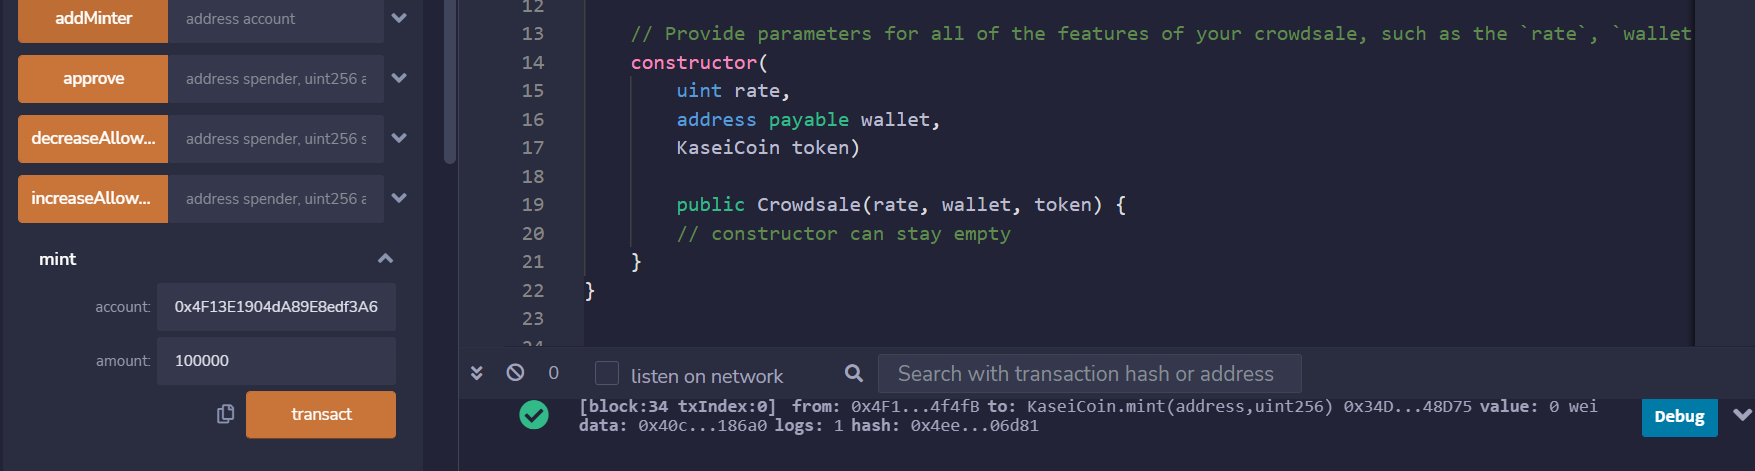 addMinter
address account
approve
address spender, uint256 a
decreaseAllow...
address spender, uint256 s
increaseAllow...
address spender, uint256 a
mint
account:
0x4F13E1904dA89E8edf3A6
amount:
100000
transact
12
13 // Provide parameters for all of the features of your crowdsale, such as the `rate`, `wallet
14 constructor(
15 uint rate,
16 address payable wallet,
17 KaseiCoin token)
18
19 public Crowdsale(rate, wallet, token) {
20 // constructor can stay empty
21 }
22 }
23
24
0
listen on network
Search with transaction hash or address
[block:34 txIndex:0] from: 0x4F1...4f4fB to: KaseiCoin.mint(address,uint256) 0x34D...48D75 value: 0 wei
data: 0x40c...186a0 logs: 1 hash: 0x4ee...06d81
Debug